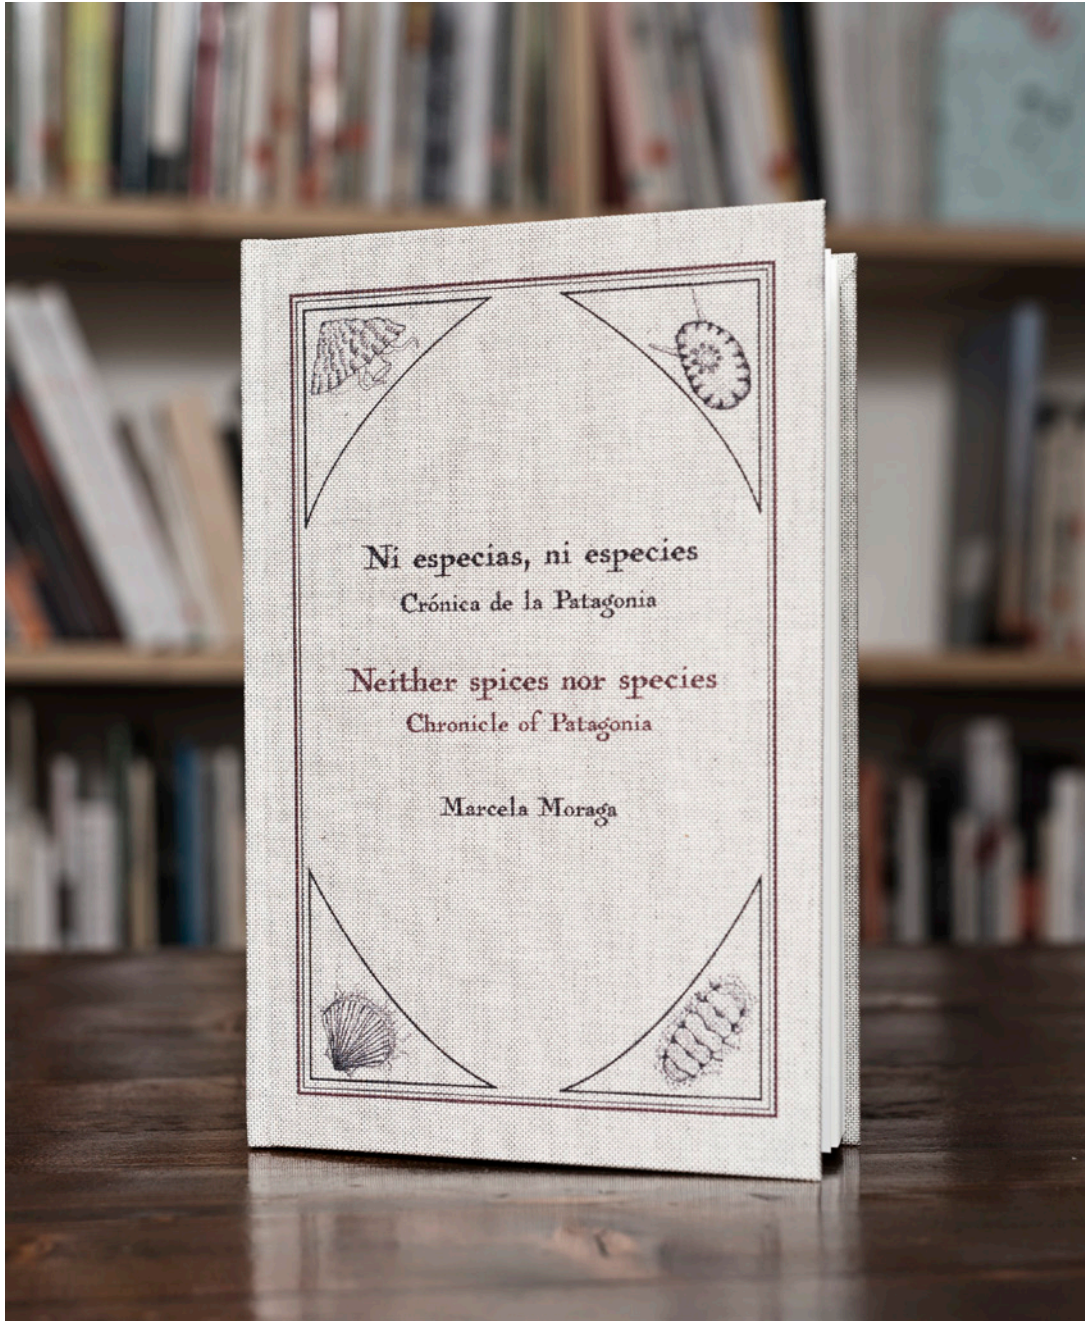 Ni especias, ni especies
Crónica de la Patagonia
Neither spices nor species
Chronicle of Patagonia
Marcela Moraga